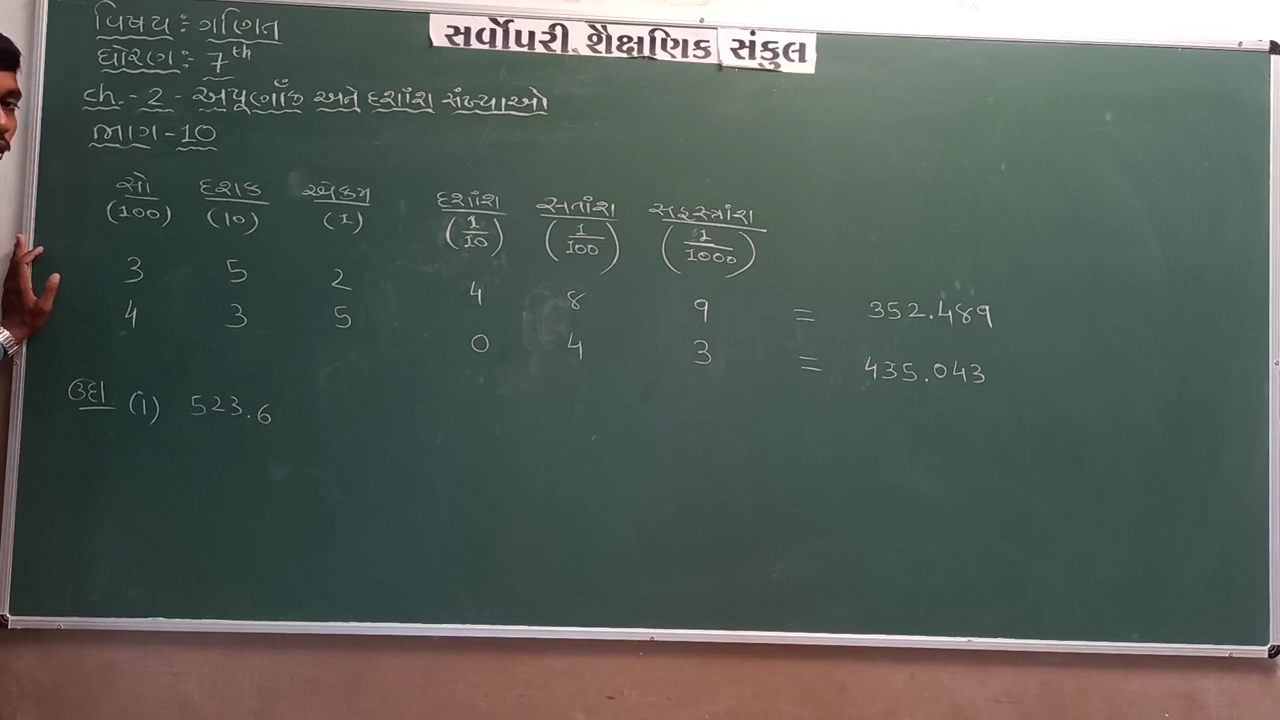 સર્વોપરી શૈક્ષણિક સંકુલ
વિષય : ગણિત
ધોરણ : 7th
ch.-2 - અપૂર્ણાંક અને દશાંશ સંખ્યાઓ
ભાગ - 10
સો દશક એકમ દશાંશ સતાંશ સહસ્ત્રાંશ
(100) (10) (1) (1/10) (1/100) (1/1000)
3 5 2 4 8 9 = 352.489
4 3 5 0 4 3 = 435.043
ઉદા. (i) 523.6